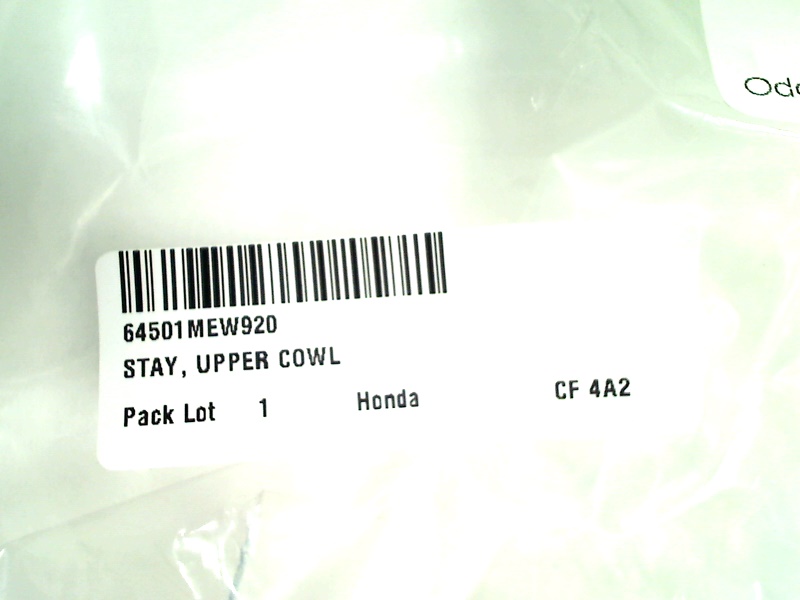 64501MEW920
STAY, UPPER COWL
Pack Lot 1 Honda CF 4A2